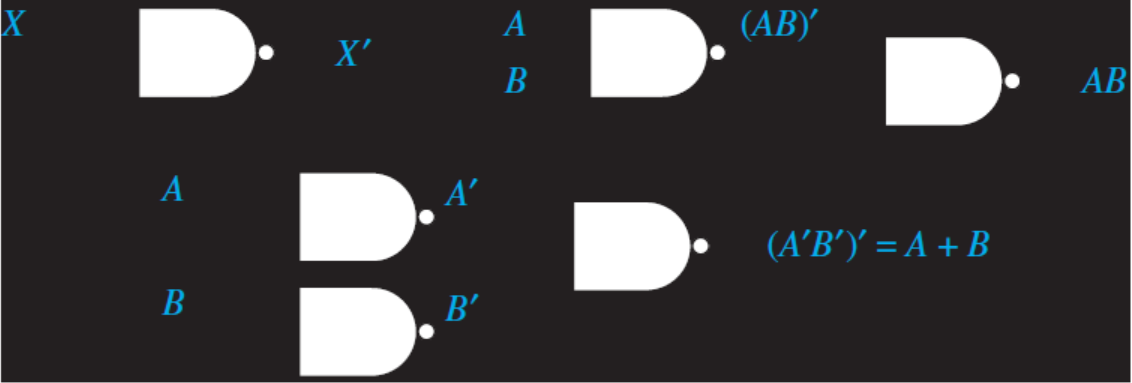 X
X′
A
B
(AB)′
AB
A
A′
B
B′
(A′B′)′ = A + B